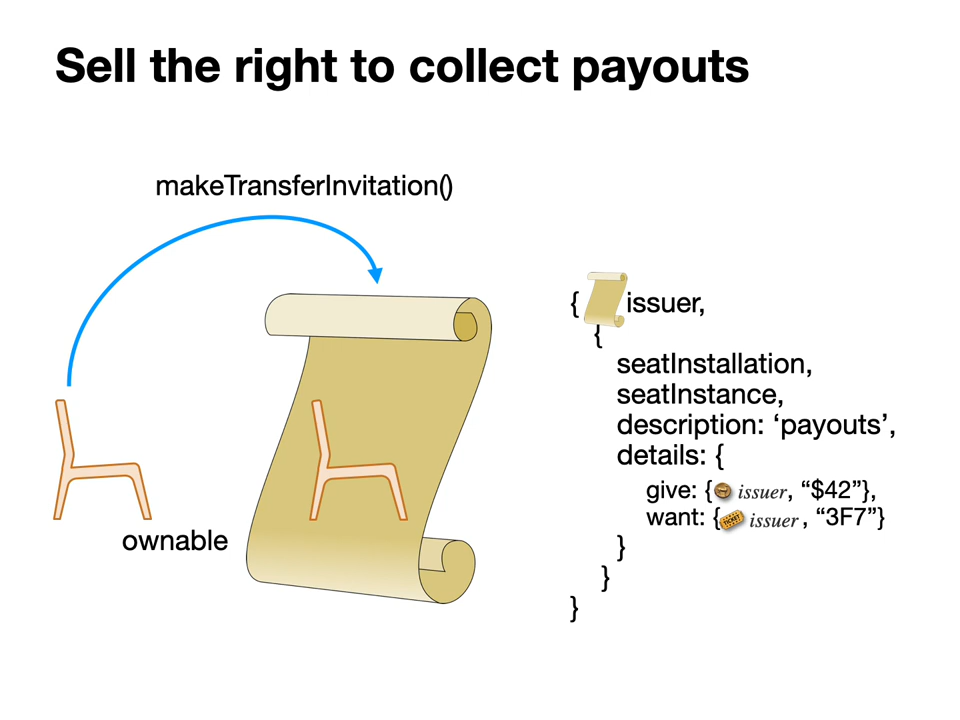 Sell the right to collect payouts
makeTransferInvitation()
ownable
{ issuer,
{
seatInstallation,
seatInstance,
description: ‘payouts’,
details: {
give: { issuer, “$42”},
want: {TICKET issuer , “3F7”}
}
}
}